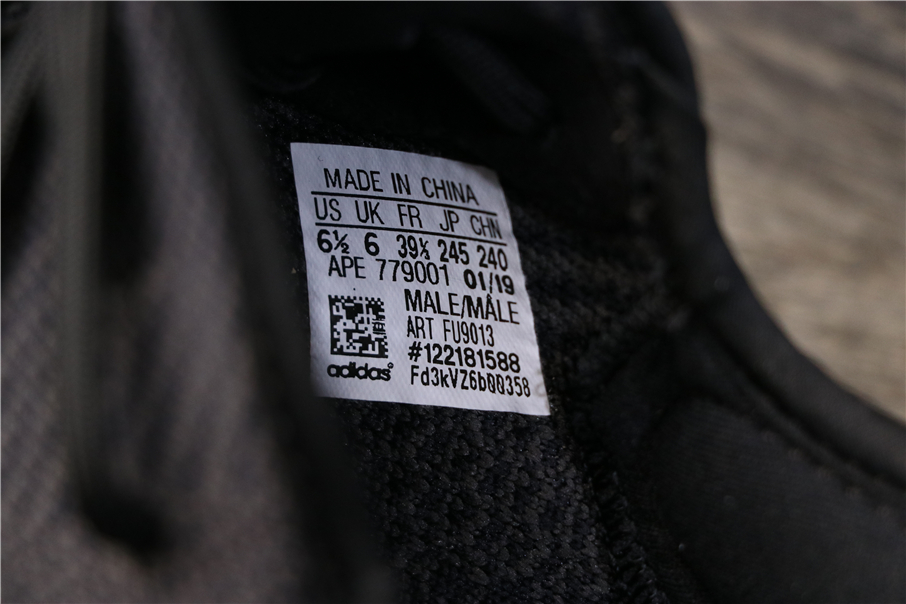 MADE IN CHINA
US UK FR JP CHN
6½ 6 39⅓ 245 240
APE 779001 01/19
MALE/MÂLE
ART FU9013
#122181588
Fd3kVZ6b00358
adidas®